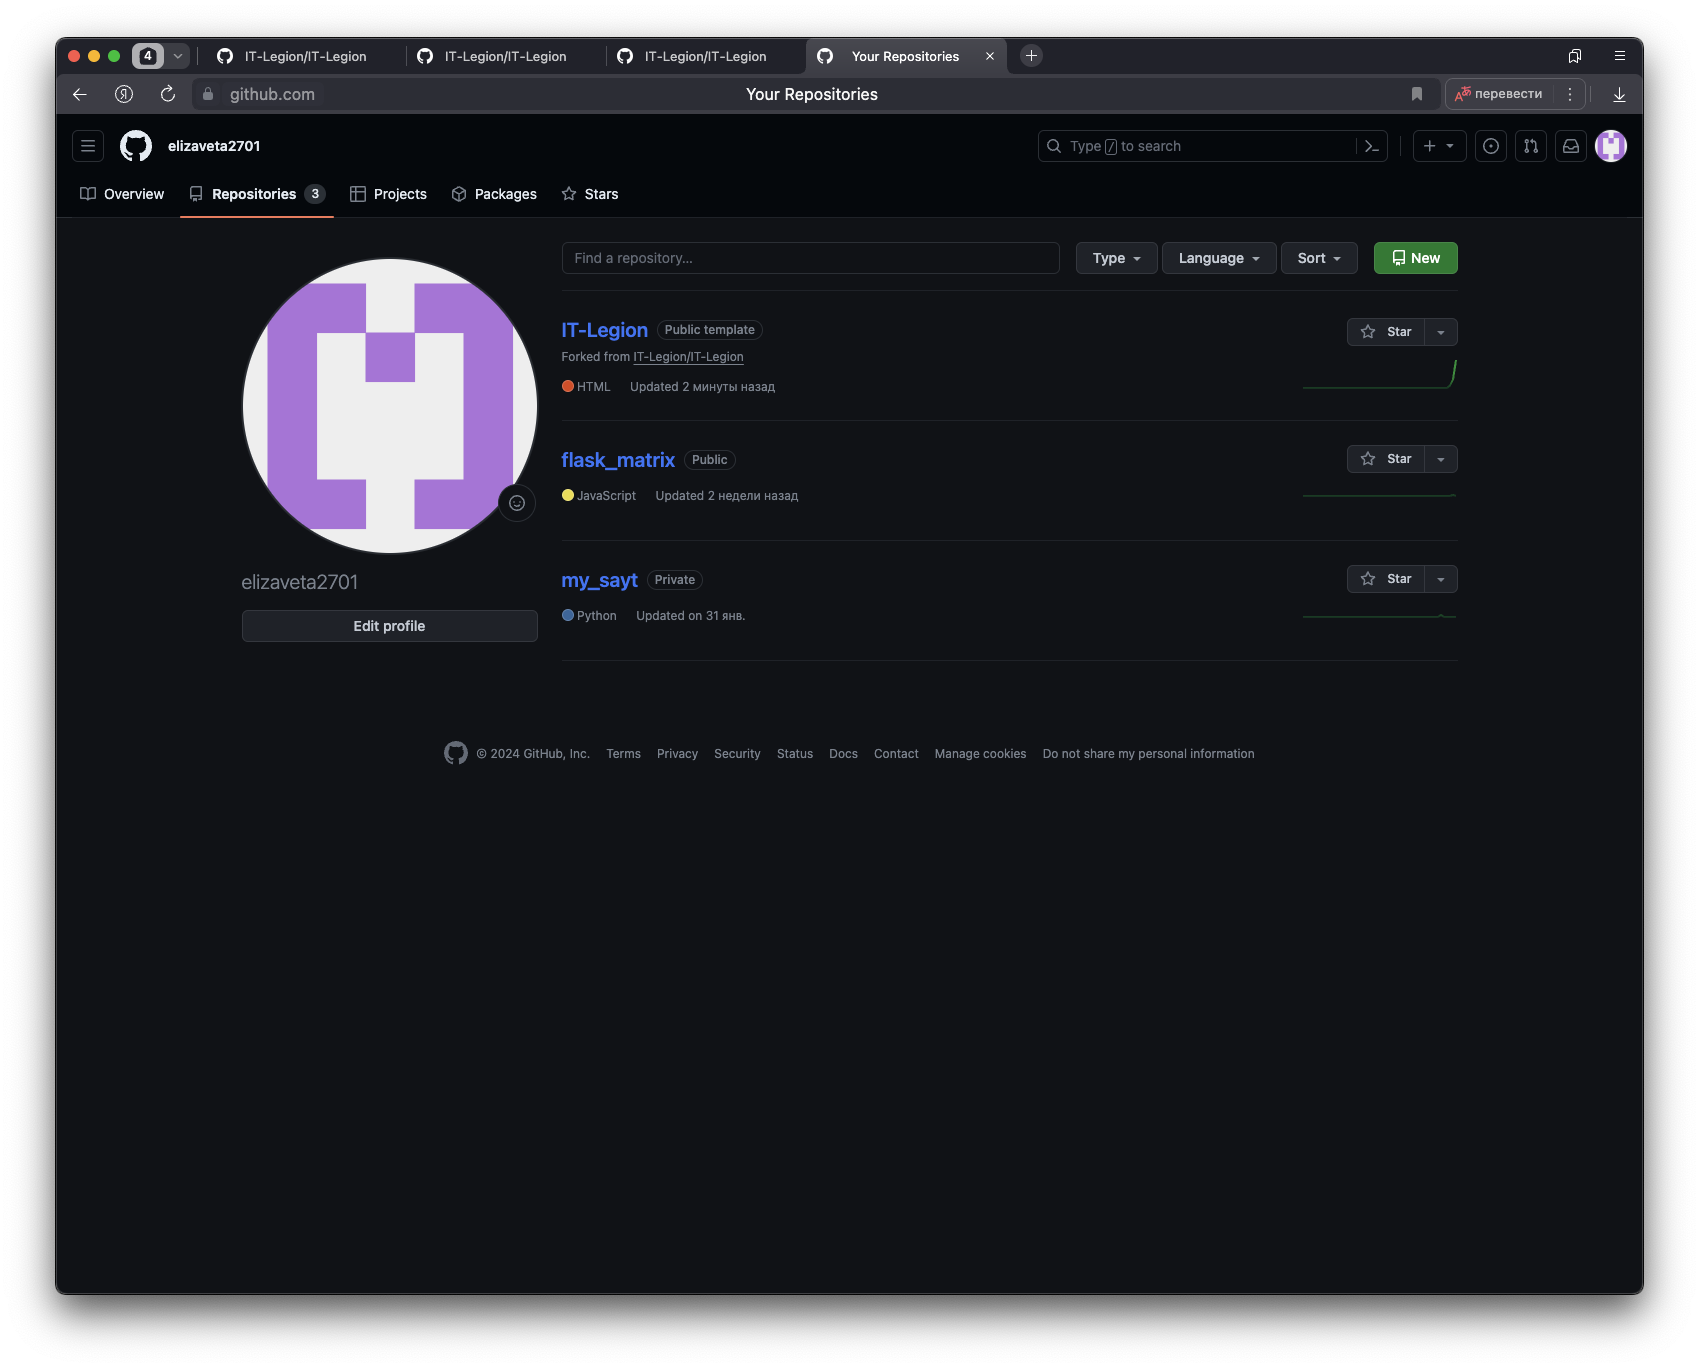 4 IT-Legion/IT-Legion IT-Legion/IT-Legion IT-Legion/IT-Legion Your Repositories
Я github.com Your Repositories перевести
elizaveta2701 Type / to search
Overview Repositories 3 Projects Packages Stars
Find a repository... Type Language Sort New
IT-Legion Public template Star
Forked from IT-Legion/IT-Legion
HTML Updated 2 минуты назад
flask_matrix Public Star
JavaScript Updated 2 недели назад
my_sayt Private Star
Python Updated on 31 янв.
elizaveta2701
Edit profile
© 2024 GitHub, Inc. Terms Privacy Security Status Docs Contact Manage cookies Do not share my personal information